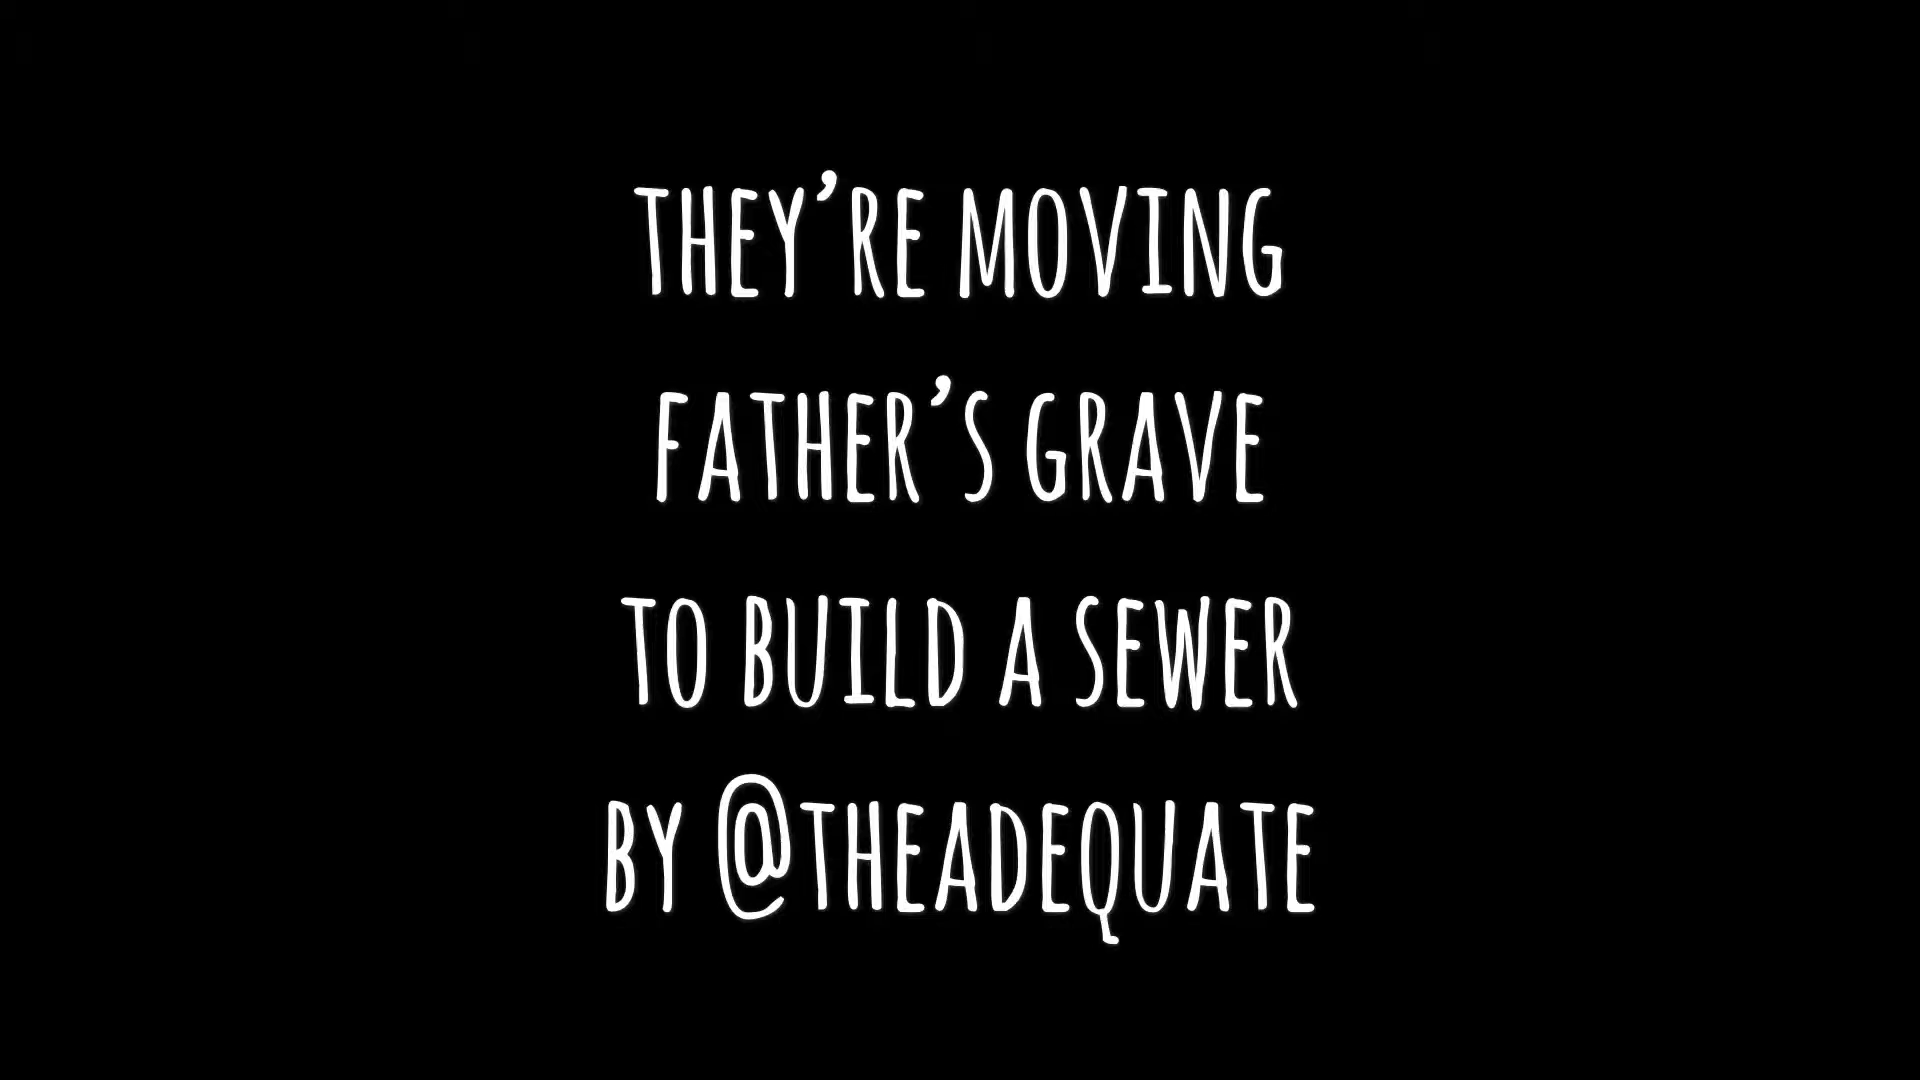 THEY’RE MOVING
FATHER’S GRAVE
TO BUILD A SEWER
BY @THEADEQUATE